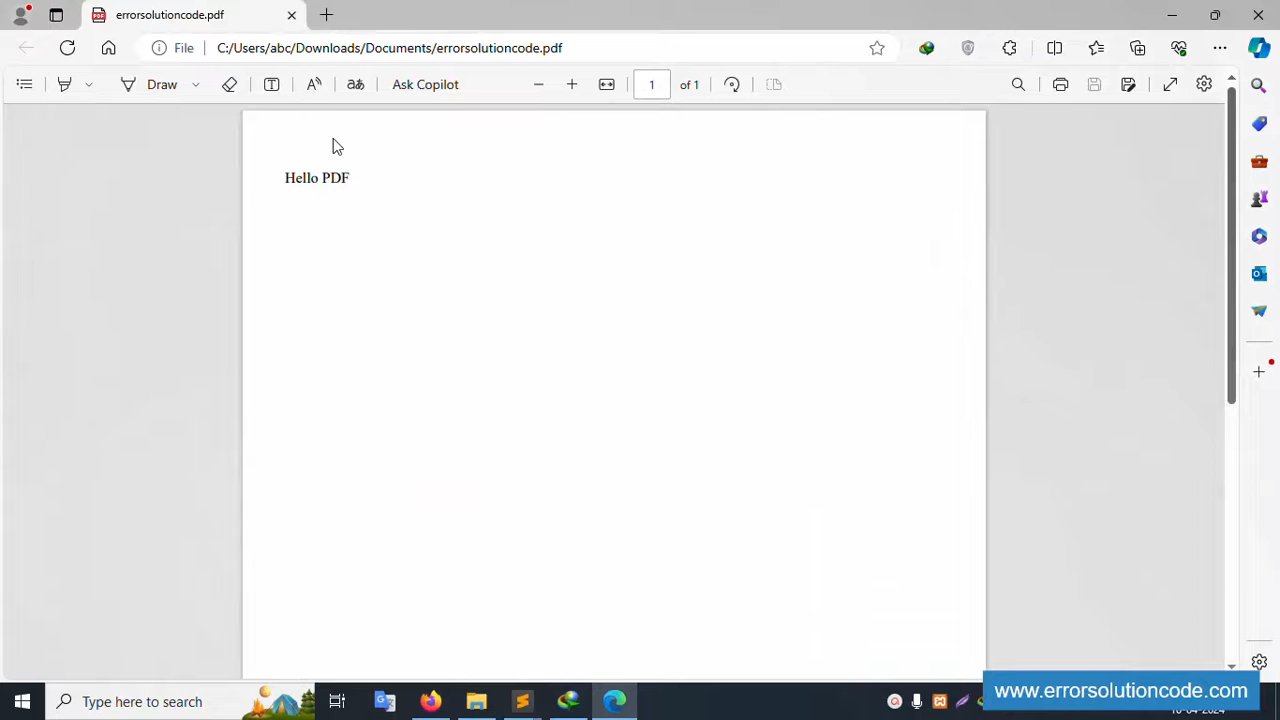 errorsolutioncode.pdf
File
C:/Users/abc/Downloads/Documents/errorsolutioncode.pdf
Draw
Ask Copilot
1
of 1
Hello PDF
Type here to search
www.errorsolutioncode.com